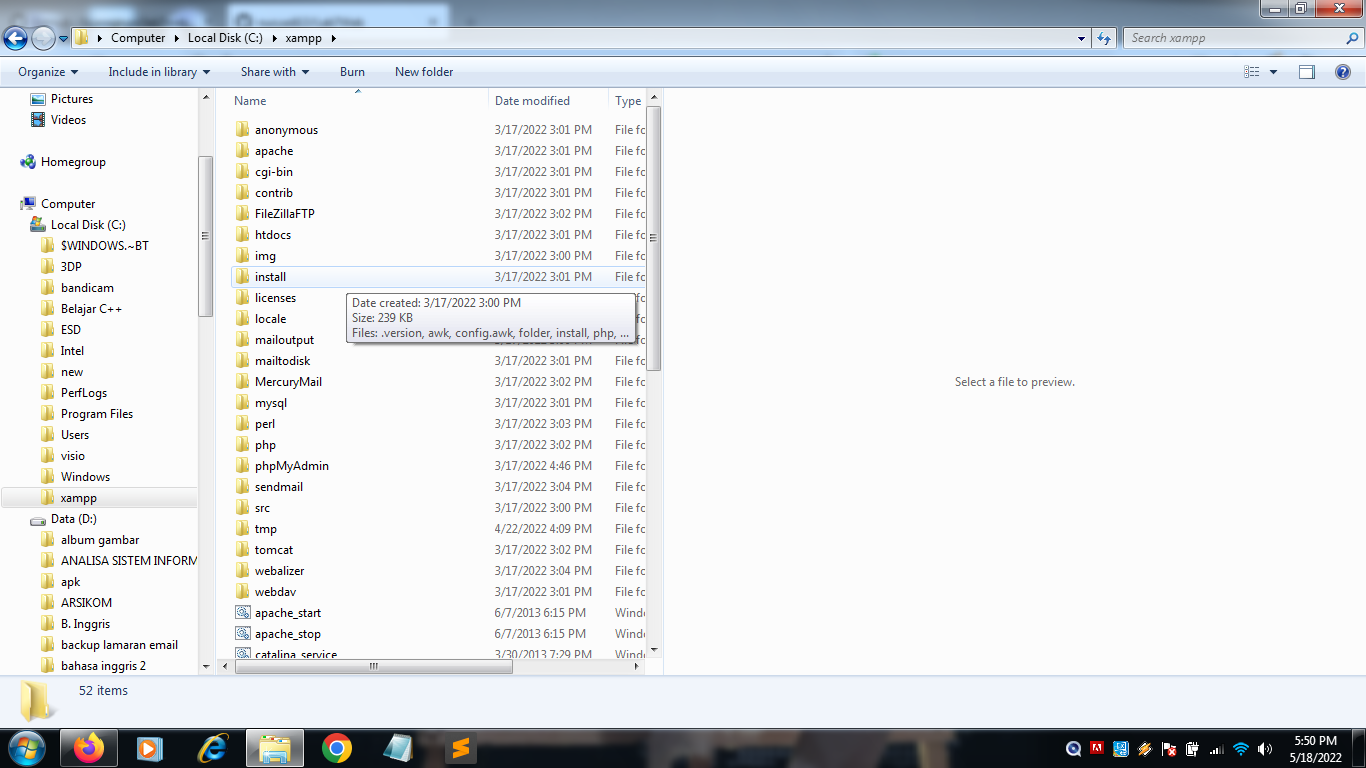 Computer ▸ Local Disk (C:) ▸ xampp ▸
Search xampp
Organize Include in library Share with Burn New folder
Pictures
Videos
Homegroup
Computer
Local Disk (C:)
$WINDOWS.~BT
3DP
bandicam
Belajar C++
ESD
Intel
new
PerfLogs
Program Files
Users
visio
Windows
xampp
Data (D:)
album gambar
ANALISA SISTEM INFORM
apk
ARSIKOM
B. Inggris
backup lamaran email
bahasa inggris 2
Name Date modified Type
anonymous 3/17/2022 3:01 PM File fo
apache 3/17/2022 3:01 PM File fo
cgi-bin 3/17/2022 3:01 PM File fo
contrib 3/17/2022 3:01 PM File fo
FileZillaFTP 3/17/2022 3:02 PM File fo
htdocs 3/17/2022 3:01 PM File fo
img 3/17/2022 3:00 PM File fo
install 3/17/2022 3:01 PM File fo
licenses
locale
mailoutput
Date created: 3/17/2022 3:00 PM
Size: 239 KB
Files: .version, awk, config.awk, folder, install, php, ...
mailtodisk 3/17/2022 3:01 PM File fo
MercuryMail 3/17/2022 3:02 PM File fo
mysql 3/17/2022 3:01 PM File fo
perl 3/17/2022 3:03 PM File fo
php 3/17/2022 3:02 PM File fo
phpMyAdmin 3/17/2022 4:46 PM File fo
sendmail 3/17/2022 3:04 PM File fo
src 3/17/2022 3:00 PM File fo
tmp 4/22/2022 4:09 PM File fo
tomcat 3/17/2022 3:02 PM File fo
webalizer 3/17/2022 3:04 PM File fo
webdav 3/17/2022 3:01 PM File fo
apache_start 6/7/2013 6:15 PM Windo
apache_stop 6/7/2013 6:15 PM Windo
catalina_service 3/30/2013 7:29 PM Windo
Select a file to preview.
52 items
5:50 PM
5/18/2022